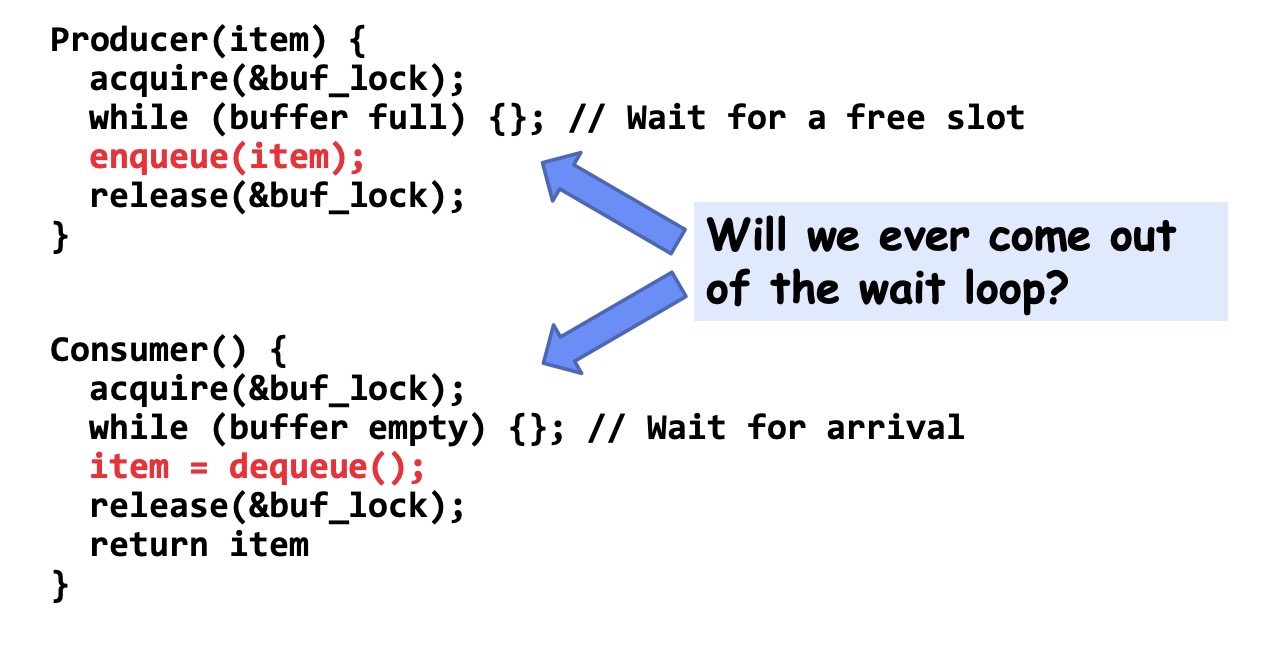 Producer(item) {
acquire(&buf_lock);
while (buffer full) {}; // Wait for a free slot
enqueue(item);
release(&buf_lock);
}
Will we ever come out
of the wait loop?
Consumer() {
acquire(&buf_lock);
while (buffer empty) {}; // Wait for arrival
item = dequeue();
release(&buf_lock);
return item
}